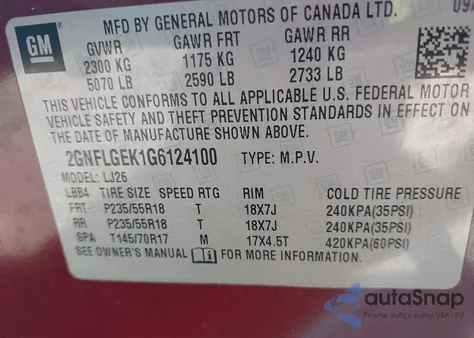 GM
MFD BY GENERAL MOTORS OF CANADA LTD. 09/
GVWR GAWR FRT GAWR RR
2300 KG 1175 KG 1240 KG
5070 LB 2590 LB 2733 LB
THIS VEHICLE CONFORMS TO ALL APPLICABLE U.S. FEDERAL MOTOR
VEHICLE SAFETY AND THEFT PREVENTION STANDARDS IN EFFECT ON
THE DATE OF MANUFACTURE SHOWN ABOVE.
2GNFLGEK1G6124100 TYPE: M.P.V.
MODEL: LJ26
LBB4 TIRE SIZE SPEED RTG RIM COLD TIRE PRESSURE
FRT P235/55R18 T 18X7J 240KPA(35PSI)
RR P235/55R18 T 18X7J 240KPA(35PSI)
SPA T145/70R17 M 17X4.5T 420KPA(60PSI)
SEE OWNER'S MANUAL FOR MORE INFORMATION.
autoSnap